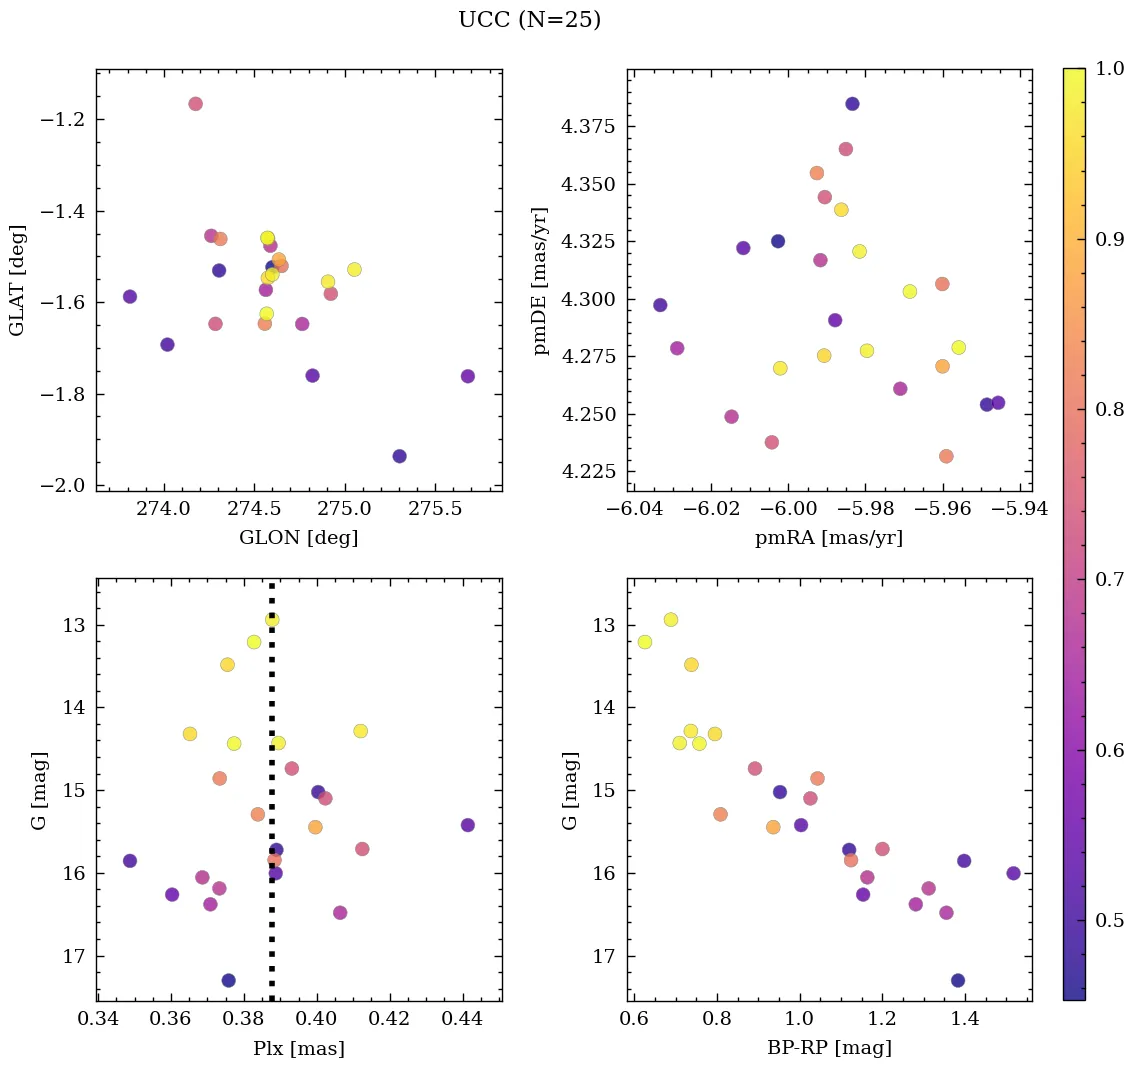 UCC (N=25)
−1.2
−1.4
−1.6
−1.8
−2.0
GLAT [deg]
274.0 274.5 275.0 275.5
GLON [deg]
4.375
4.350
4.325
4.300
4.275
4.250
4.225
pmDE [mas/yr]
−6.04 −6.02 −6.00 −5.98 −5.96 −5.94
pmRA [mas/yr]
13
14
15
16
17
G [mag]
0.34 0.36 0.38 0.40 0.42 0.44
Plx [mas]
13
14
15
16
17
G [mag]
0.6 0.8 1.0 1.2 1.4
BP-RP [mag]
1.0
0.9
0.8
0.7
0.6
0.5